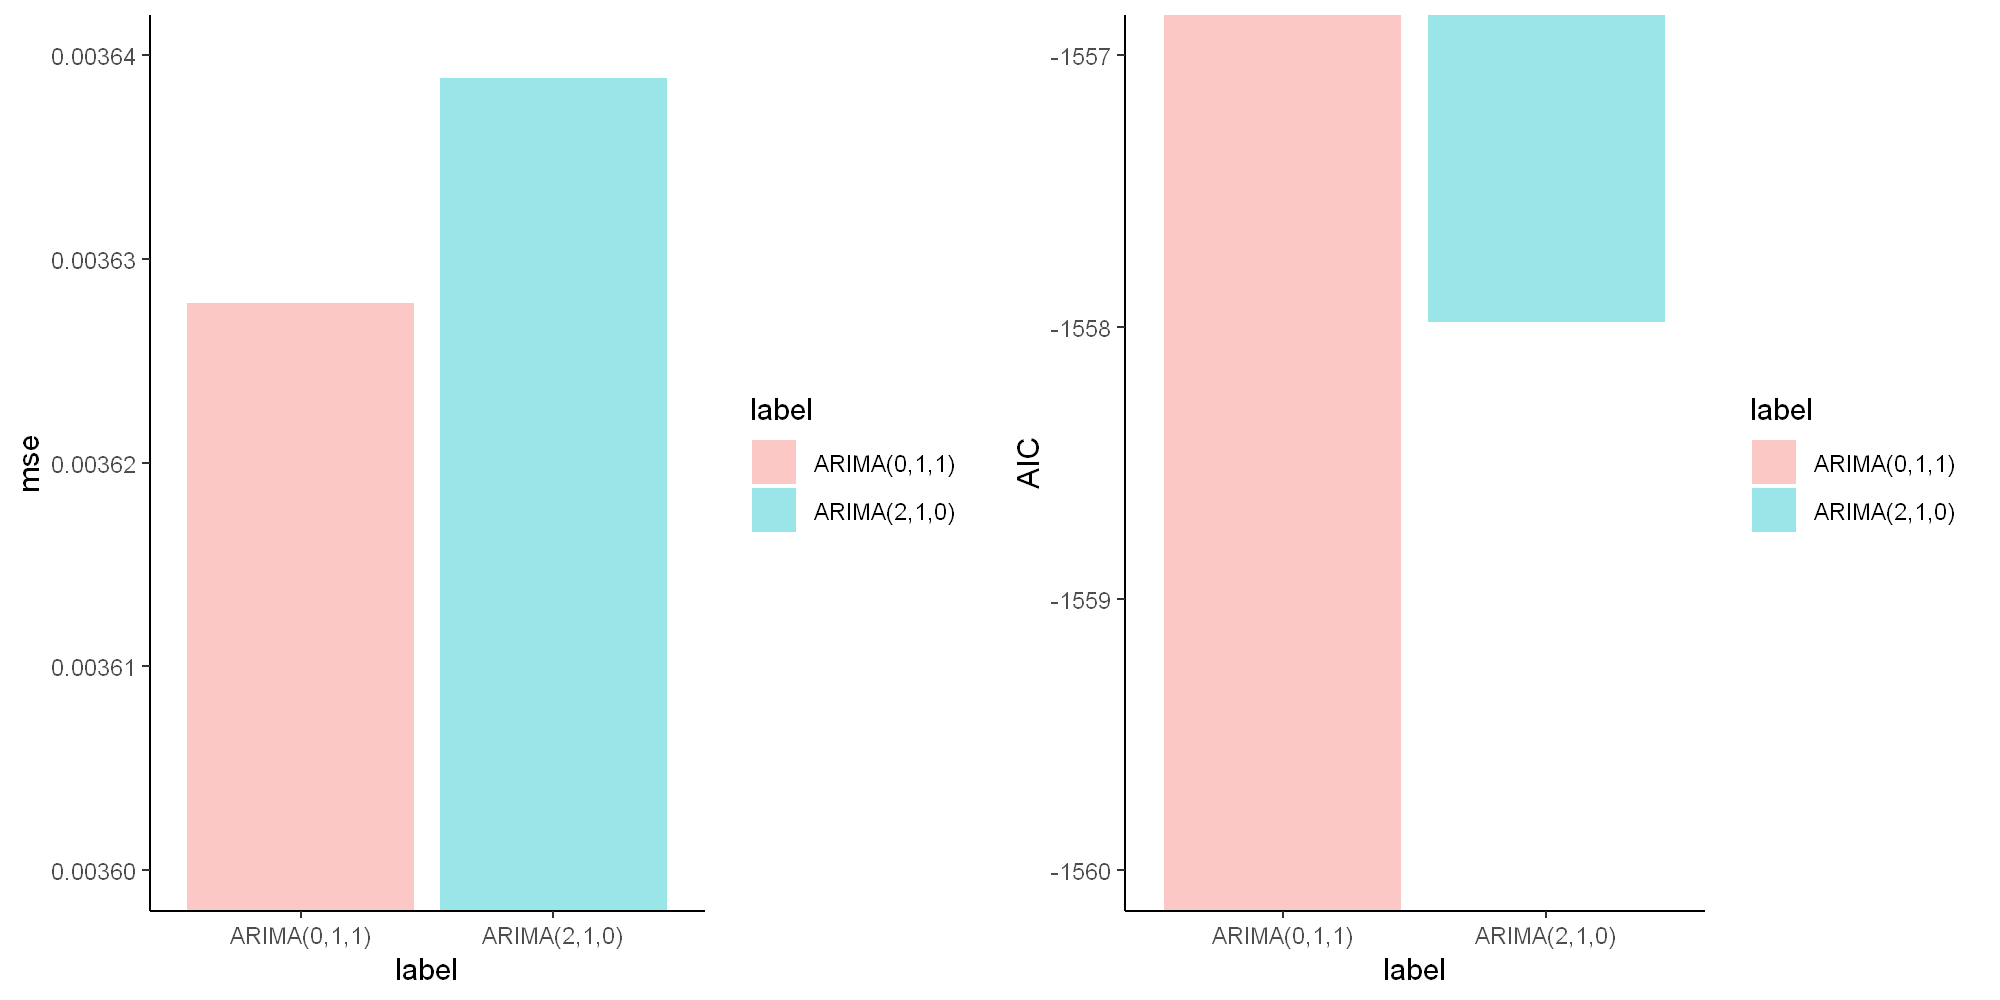 0.00364
0.00363
0.00362
0.00361
0.00360
mse
ARIMA(0,1,1)
ARIMA(2,1,0)
label
label
ARIMA(0,1,1)
ARIMA(2,1,0)
-1557
-1558
-1559
-1560
AIC
ARIMA(0,1,1)
ARIMA(2,1,0)
label
label
ARIMA(0,1,1)
ARIMA(2,1,0)